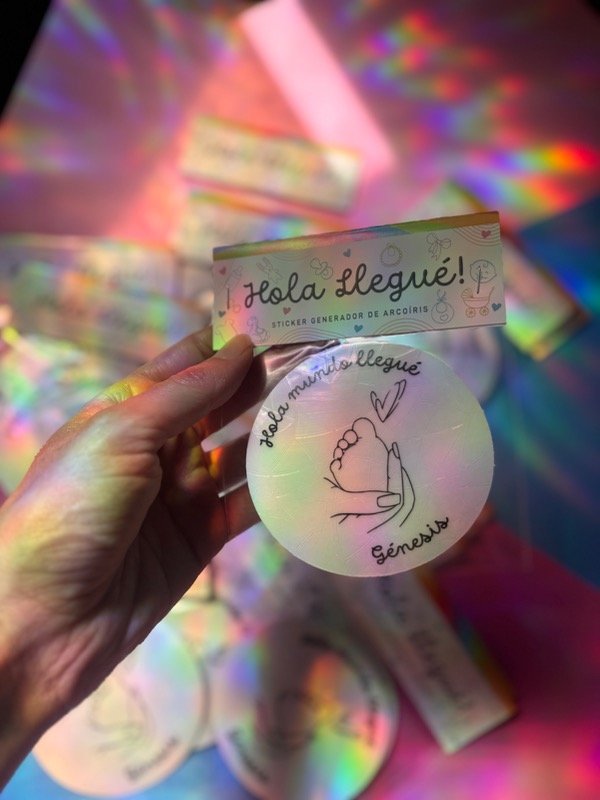 ¡Hola Llegué!
STICKER GENERADOR DE ARCOÍRIS
Hola mundo llegué
Génesis